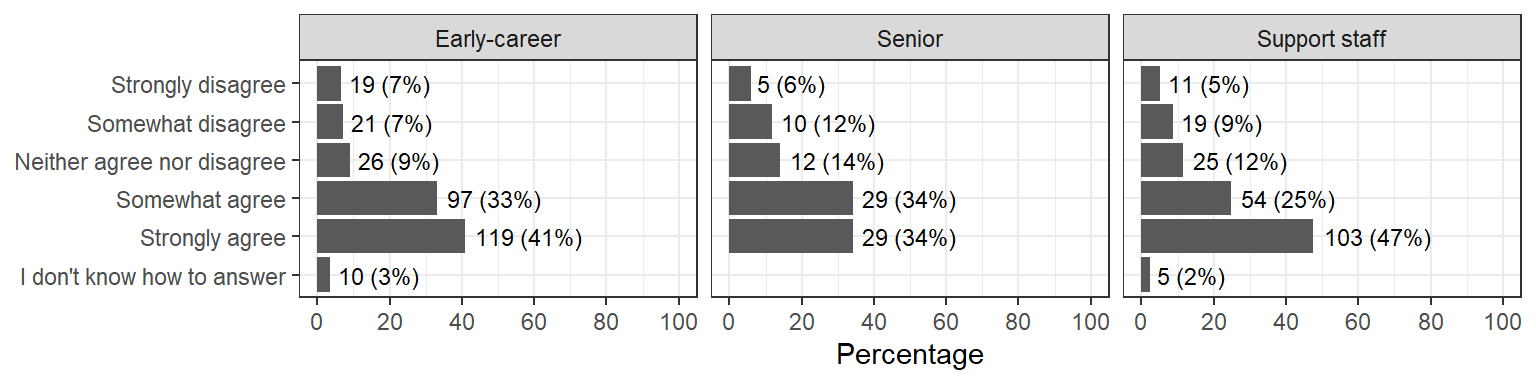 Early-career Senior Support staff
Strongly disagree 19 (7%) 5 (6%) 11 (5%)
Somewhat disagree 21 (7%) 10 (12%) 19 (9%)
Neither agree nor disagree 26 (9%) 12 (14%) 25 (12%)
Somewhat agree 97 (33%) 29 (34%) 54 (25%)
Strongly agree 119 (41%) 29 (34%) 103 (47%)
I don't know how to answer 10 (3%) 5 (2%)
0 20 40 60 80 100 0 20 40 60 80 100 0 20 40 60 80 100
Percentage